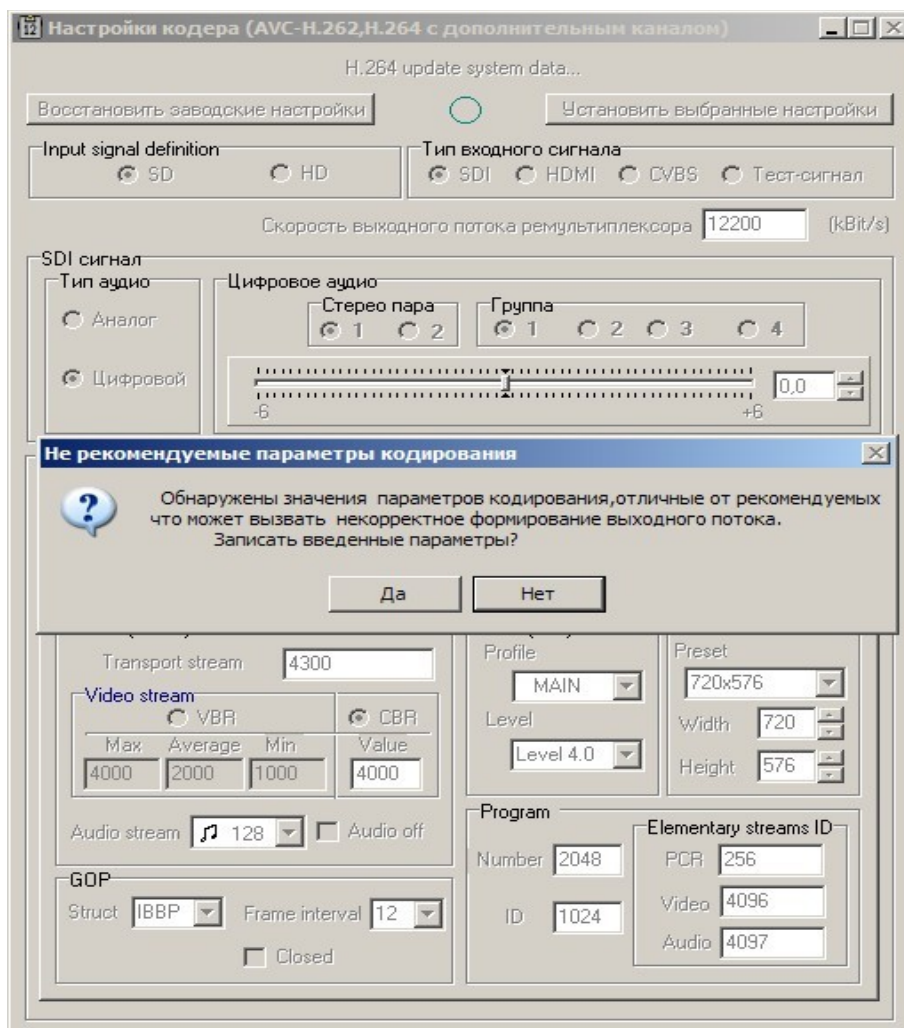 Настройки кодера (AVC-H.262,H.264 с дополнительным каналом)
H.264 update system data...
Восстановить заводские настройки
Установить выбранные настройки
Input signal definition
SD
HD
Тип входного сигнала
SDI
HDMI
CVBS
Тест-сигнал
Скорость выходного потока ремультиплексора 12200 (kBit/s)
SDI сигнал
Тип аудио
Аналог
Цифровой
Цифровое аудио
Стерео пара
1 2
Группа
1 2 3 4
0,0
-6 +6
Не рекомендуемые параметры кодирования
Обнаружены значения параметров кодирования,отличные от рекомендуемых
что может вызвать некорректное формирование выходного потока.
Записать введенные параметры?
Да
Нет
Transport stream 4300
Video stream
VBR
CBR
Max Average Min Value
4000 2000 1000 4000
Audio stream 128 Audio off
GOP
Struct IBBP Frame interval 12
Closed
Profile
MAIN
Level
Level 4.0
Preset
720x576
Width 720
Height 576
Program
Number 2048
ID 1024
Elementary streams ID
PCR 256
Video 4096
Audio 4097